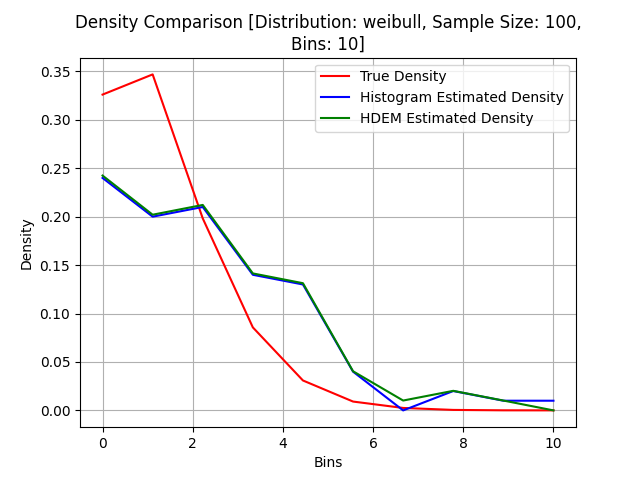 Density Comparison [Distribution: weibull, Sample Size: 100,
Bins: 10]
True Density
Histogram Estimated Density
HDEM Estimated Density
Density
0.35
0.30
0.25
0.20
0.15
0.10
0.05
0.00
0 2 4 6 8 10
Bins